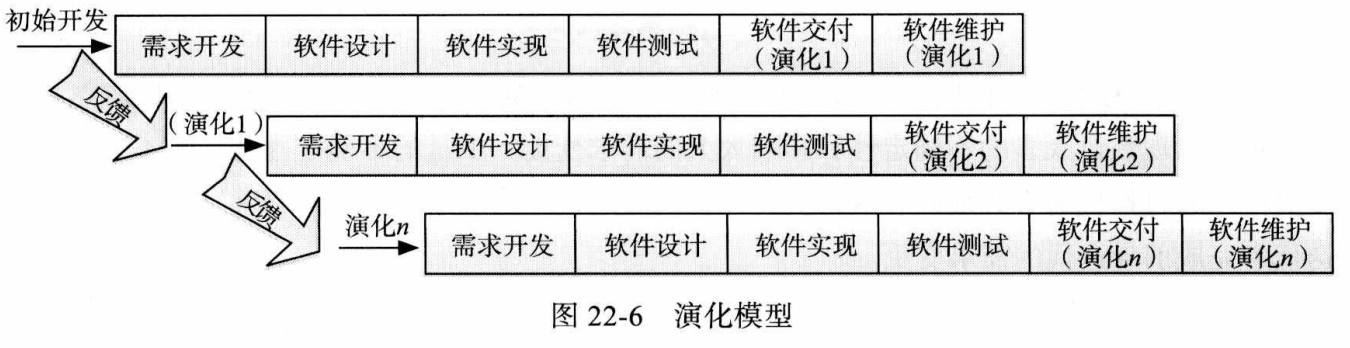 初始开发
需求开发 软件设计 软件实现 软件测试 软件交付（演化1） 软件维护（演化1）
反馈
（演化1）
需求开发 软件设计 软件实现 软件测试 软件交付（演化2） 软件维护（演化2）
反馈
演化n
需求开发 软件设计 软件实现 软件测试 软件交付（演化n） 软件维护（演化n）
图 22-6 演化模型